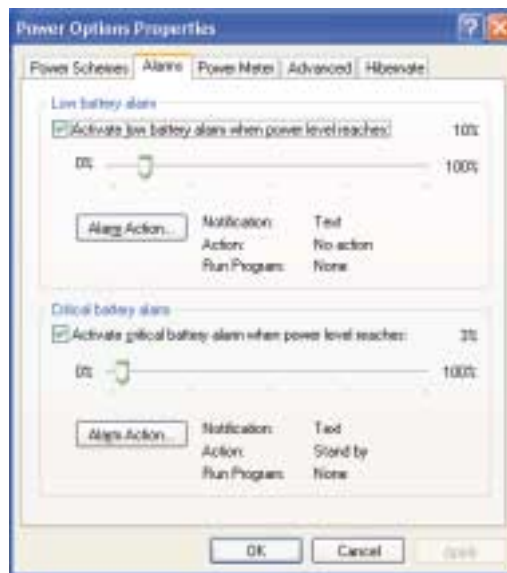 Power Options Properties
Power Schemes Alarms Power Meter Advanced Hibernate
Low battery alarm
Activate low battery alarm when power level reaches: 10%
0% 100%
Alarm Action... Notification: Text
Action: No action
Run Program: None
Critical battery alarm
Activate critical battery alarm when power level reaches: 3%
0% 100%
Alarm Action... Notification: Text
Action: Stand by
Run Program: None
OK Cancel Apply